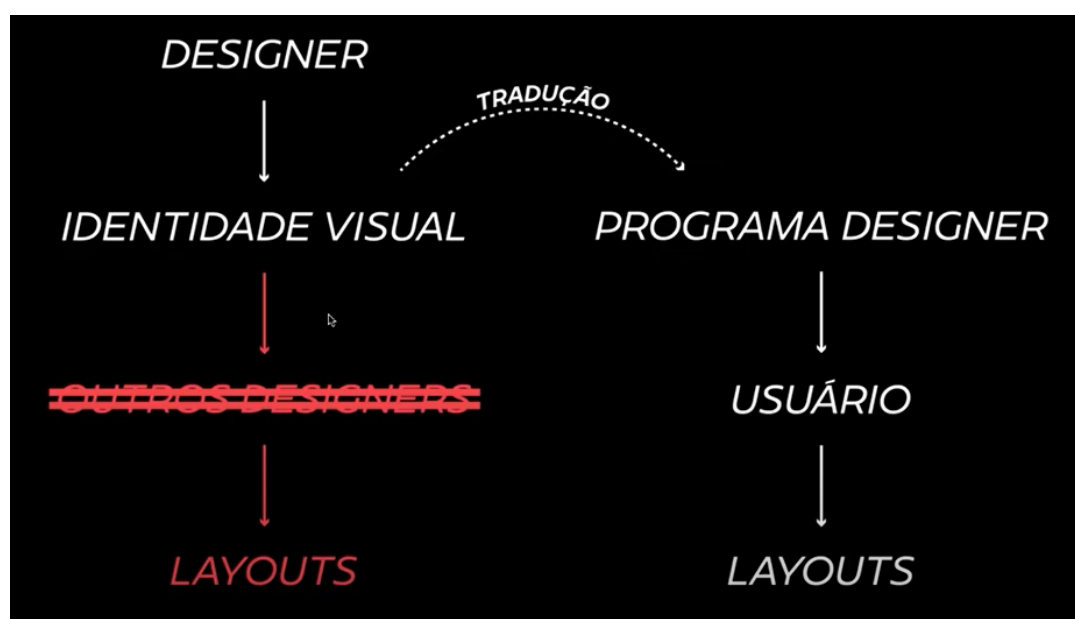 DESIGNER
TRADUÇÃO
IDENTIDADE VISUAL
PROGRAMA DESIGNER
OUTROS DESIGNERS
USUÁRIO
LAYOUTS
LAYOUTS